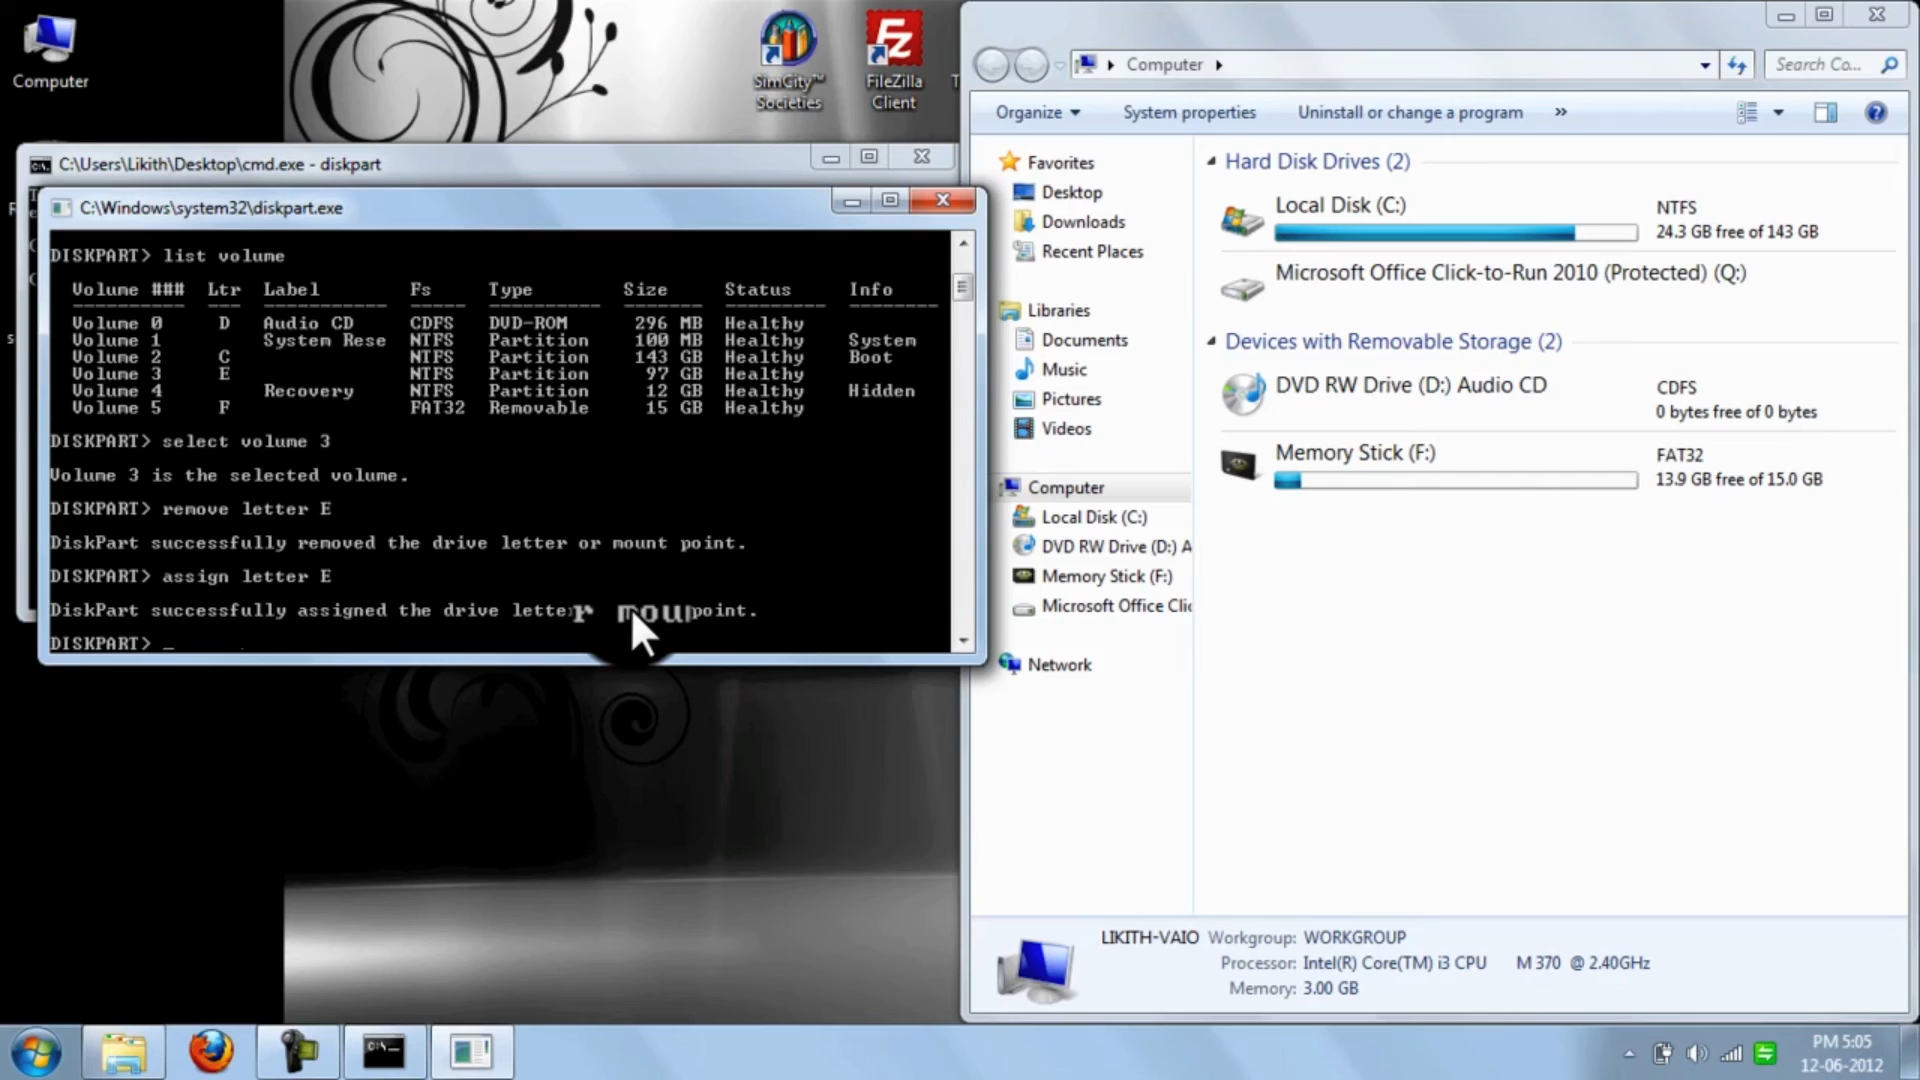 Computer
SimCity™
Societies
FileZilla
Client
C:\Users\Likith\Desktop\cmd.exe - diskpart
C:\Windows\system32\diskpart.exe
DISKPART> list volume
Volume ### Ltr Label Fs Type Size Status Info
Volume 0 D Audio CD CDFS DVD-ROM 296 MB Healthy
Volume 1 System Rese NTFS Partition 100 MB Healthy System
Volume 2 C NTFS Partition 143 GB Healthy Boot
Volume 3 E NTFS Partition 97 GB Healthy
Volume 4 Recovery NTFS Partition 12 GB Healthy Hidden
Volume 5 F FAT32 Removable 15 GB Healthy
DISKPART> select volume 3
Volume 3 is the selected volume.
DISKPART> remove letter E
DiskPart successfully removed the drive letter or mount point.
DISKPART> assign letter E
DiskPart successfully assigned the drive letter mou point.
DISKPART> _
Computer
Search Co...
Organize System properties Uninstall or change a program »
Favorites
Desktop
Downloads
Recent Places
Libraries
Documents
Music
Pictures
Videos
Computer
Local Disk (C:)
DVD RW Drive (D:) A
Memory Stick (F:)
Microsoft Office Clic
Network
Hard Disk Drives (2)
Local Disk (C:)
NTFS
24.3 GB free of 143 GB
Microsoft Office Click-to-Run 2010 (Protected) (Q:)
Devices with Removable Storage (2)
DVD RW Drive (D:) Audio CD
CDFS
0 bytes free of 0 bytes
Memory Stick (F:)
FAT32
13.9 GB free of 15.0 GB
LIKITH-VAIO Workgroup: WORKGROUP
Processor: Intel(R) Core(TM) i3 CPU M 370 @ 2.40GHz
Memory: 3.00 GB
C:\_
PM 5:05
12-06-2012